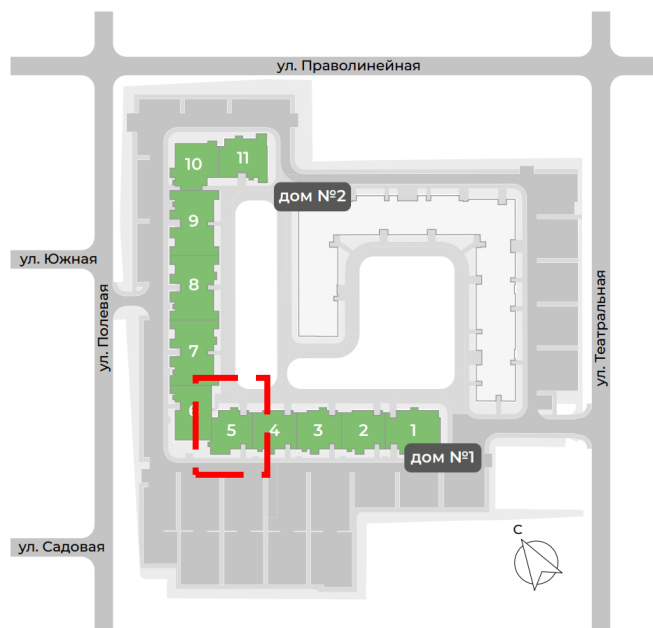 ул. Праволинейная
10
11
дом №2
9
ул. Южная
8
ул. Полевая
ул. Театральная
7
6
5
4
3
2
1
дом №1
С
ул. Садовая